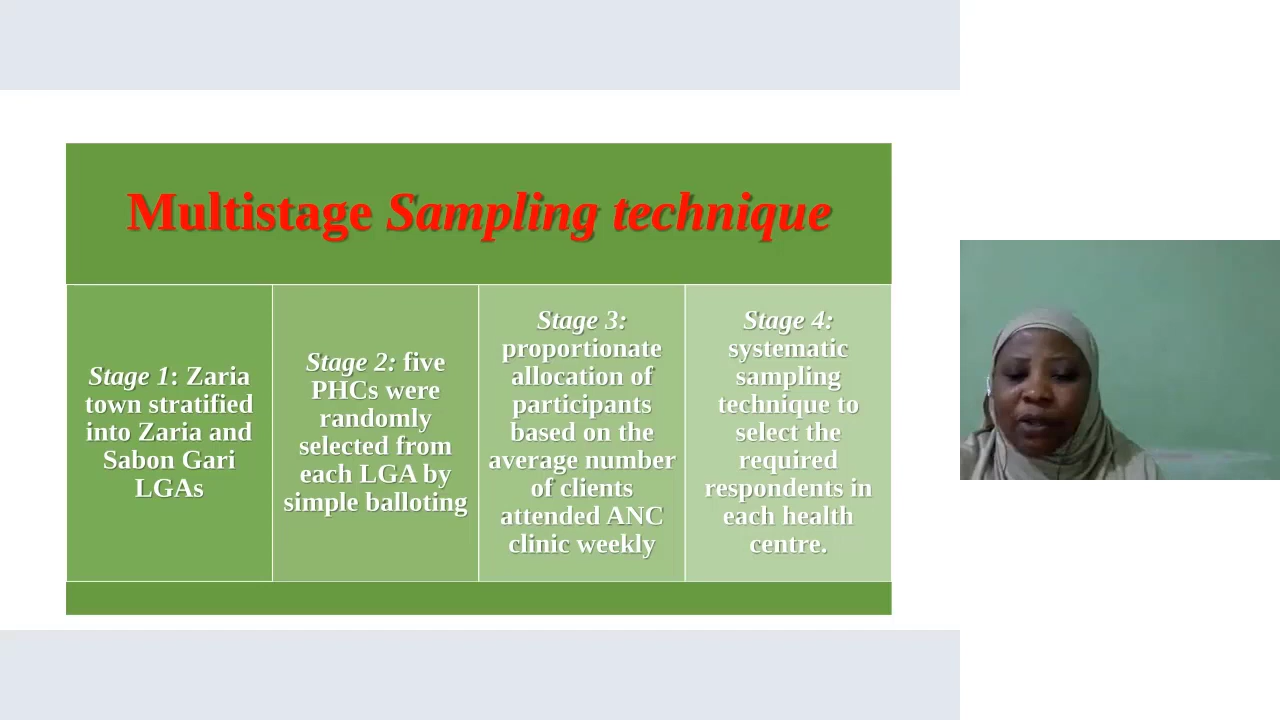 Multistage Sampling technique
Stage 1: Zaria
town stratified
into Zaria and
Sabon Gari
LGAs
Stage 2: five
PHCs were
randomly
selected from
each LGA by
simple balloting
Stage 3:
proportionate
allocation of
participants
based on the
average number
of clients
attended ANC
clinic weekly
Stage 4:
systematic
sampling
technique to
select the
required
respondents in
each health
centre.